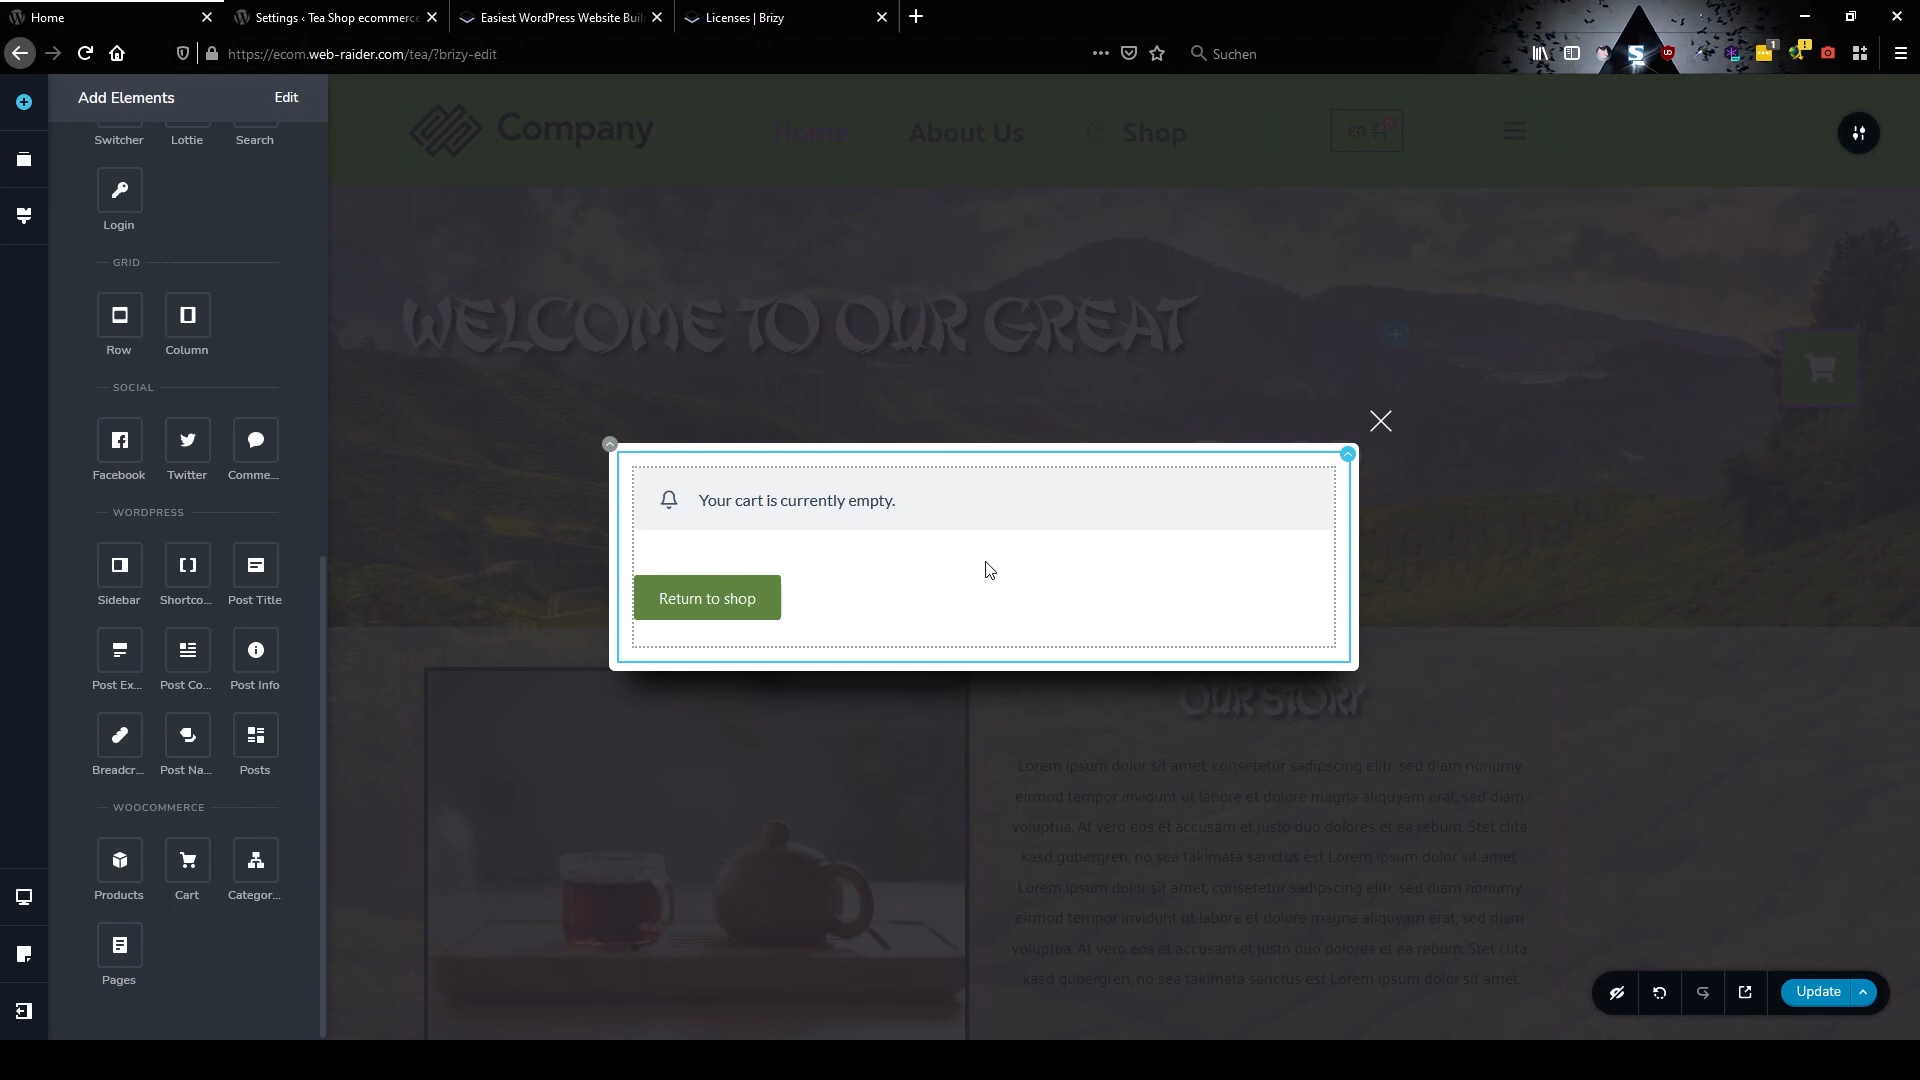 Home
Settings ‹ Tea Shop ecommerce
Easiest WordPress Website Buil
Licenses | Brizy
https://ecom.web-raider.com/tea/?brizy-edit
Suchen
Add Elements
Edit
Switcher
Lottie
Search
Login
GRID
Row
Column
SOCIAL
Facebook
Twitter
Comme...
WORDPRESS
Sidebar
Shortco...
Post Title
Post Ex...
Post Co...
Post Info
Breadcr...
Post Na...
Posts
WOOCOMMERCE
Products
Cart
Categor...
Pages
Company
Home
About Us
Shop
€0
0
WELCOME TO OUR GREAT
Your cart is currently empty.
Return to shop
OUR STORY
Lorem ipsum dolor sit amet, consetetur sadipscing elitr, sed diam nonumy
eirmod tempor invidunt ut labore et dolore magna aliquyam erat, sed diam
voluptua. At vero eos et accusam et justo duo dolores et ea rebum. Stet clita
kasd gubergren, no sea takimata sanctus est Lorem ipsum dolor sit amet.
Lorem ipsum dolor sit amet, consetetur sadipscing elitr, sed diam nonumy
eirmod tempor invidunt ut labore et dolore magna aliquyam erat, sed diam
voluptua. At vero eos et accusam et justo duo dolores et ea rebum. Stet clita
kasd gubergren, no sea takimata sanctus est Lorem ipsum dolor sit amet.
Update